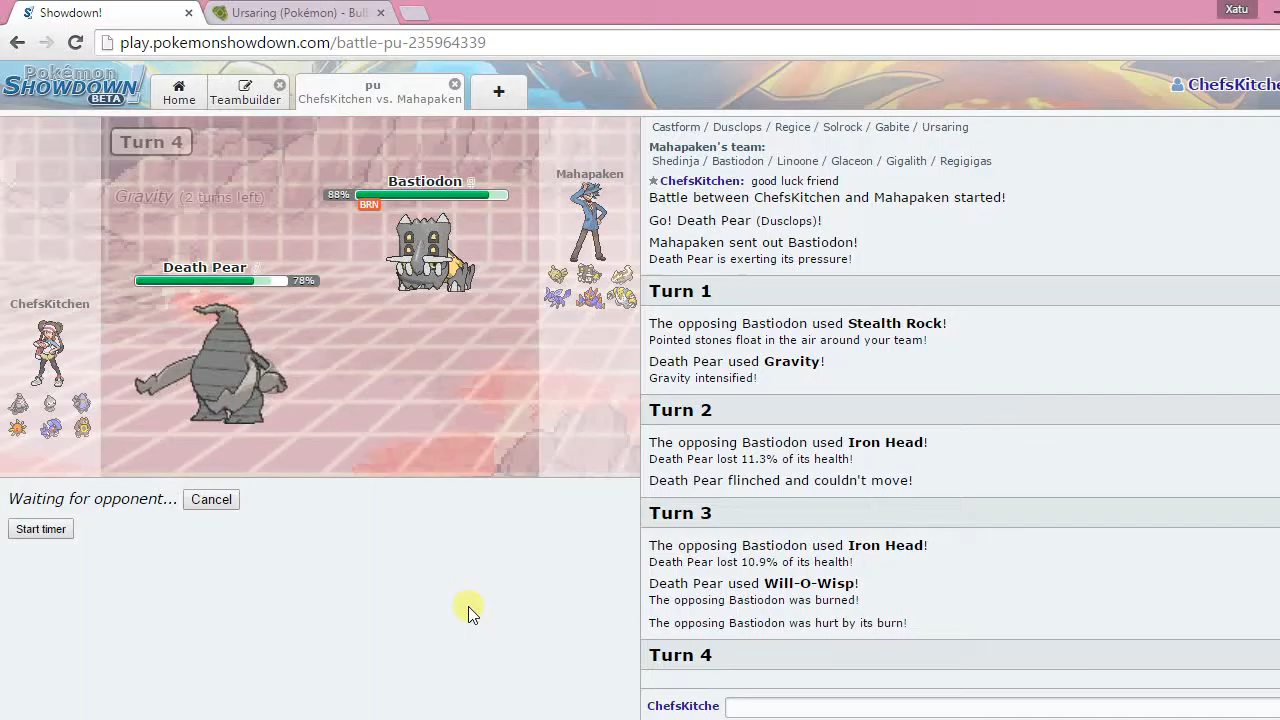 Showdown!
Ursaring (Pokémon) - Bul
Xatu
play.pokemonshowdown.com/battle-pu-235964339
Pokémon
SHOWDOWN!
BETA
Home
Teambuilder
pu
ChefsKitchen vs. Mahapaken
+
ChefsKitche
Turn 4
Gravity (2 turns left)
Bastiodon
88%
BRN
Mahapaken
Death Pear
78%
ChefsKitchen
Waiting for opponent... Cancel
Start timer
Castform / Dusclops / Regice / Solrock / Gabite / Ursaring
Mahapaken's team:
Shedinja / Bastiodon / Linoone / Glaceon / Gigalith / Regigigas
★ChefsKitchen: good luck friend
Battle between ChefsKitchen and Mahapaken started!
Go! Death Pear (Dusclops)!
Mahapaken sent out Bastiodon!
Death Pear is exerting its pressure!
Turn 1
The opposing Bastiodon used Stealth Rock!
Pointed stones float in the air around your team!
Death Pear used Gravity!
Gravity intensified!
Turn 2
The opposing Bastiodon used Iron Head!
Death Pear lost 11.3% of its health!
Death Pear flinched and couldn't move!
Turn 3
The opposing Bastiodon used Iron Head!
Death Pear lost 10.9% of its health!
Death Pear used Will-O-Wisp!
The opposing Bastiodon was burned!
The opposing Bastiodon was hurt by its burn!
Turn 4
ChefsKitche